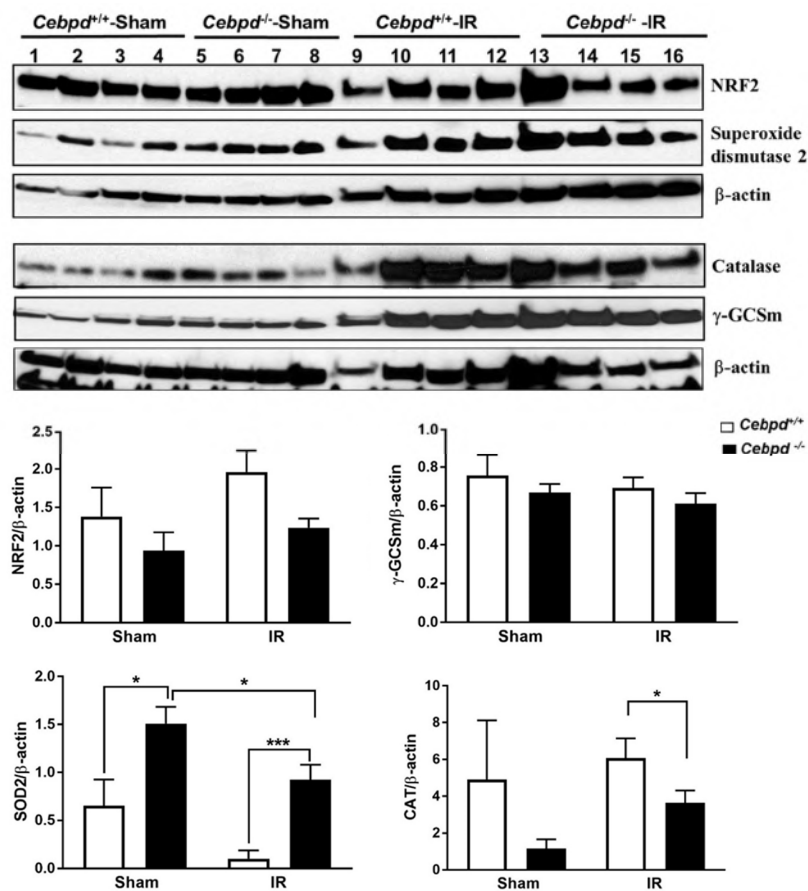 Cebpd+/+-Sham Cebpd-/--Sham Cebpd+/+-IR Cebpd-/- -IR
1 2 3 4 5 6 7 8 9 10 11 12 13 14 15 16
NRF2
Superoxide
dismutase 2
β-actin
Catalase
γ-GCSm
β-actin
Cebpd+/+
Cebpd -/-
NRF2/β-actin
2.5
2.0
1.5
1.0
0.5
0.0
Sham IR
γ-GCSm/β-actin
1.0
0.8
0.6
0.4
0.2
0.0
Sham IR
SOD2/β-actin
2.0
1.5
1.0
0.5
0.0
* *
***
Sham IR
CAT/β-actin
10
8
6
4
2
0
*
Sham IR